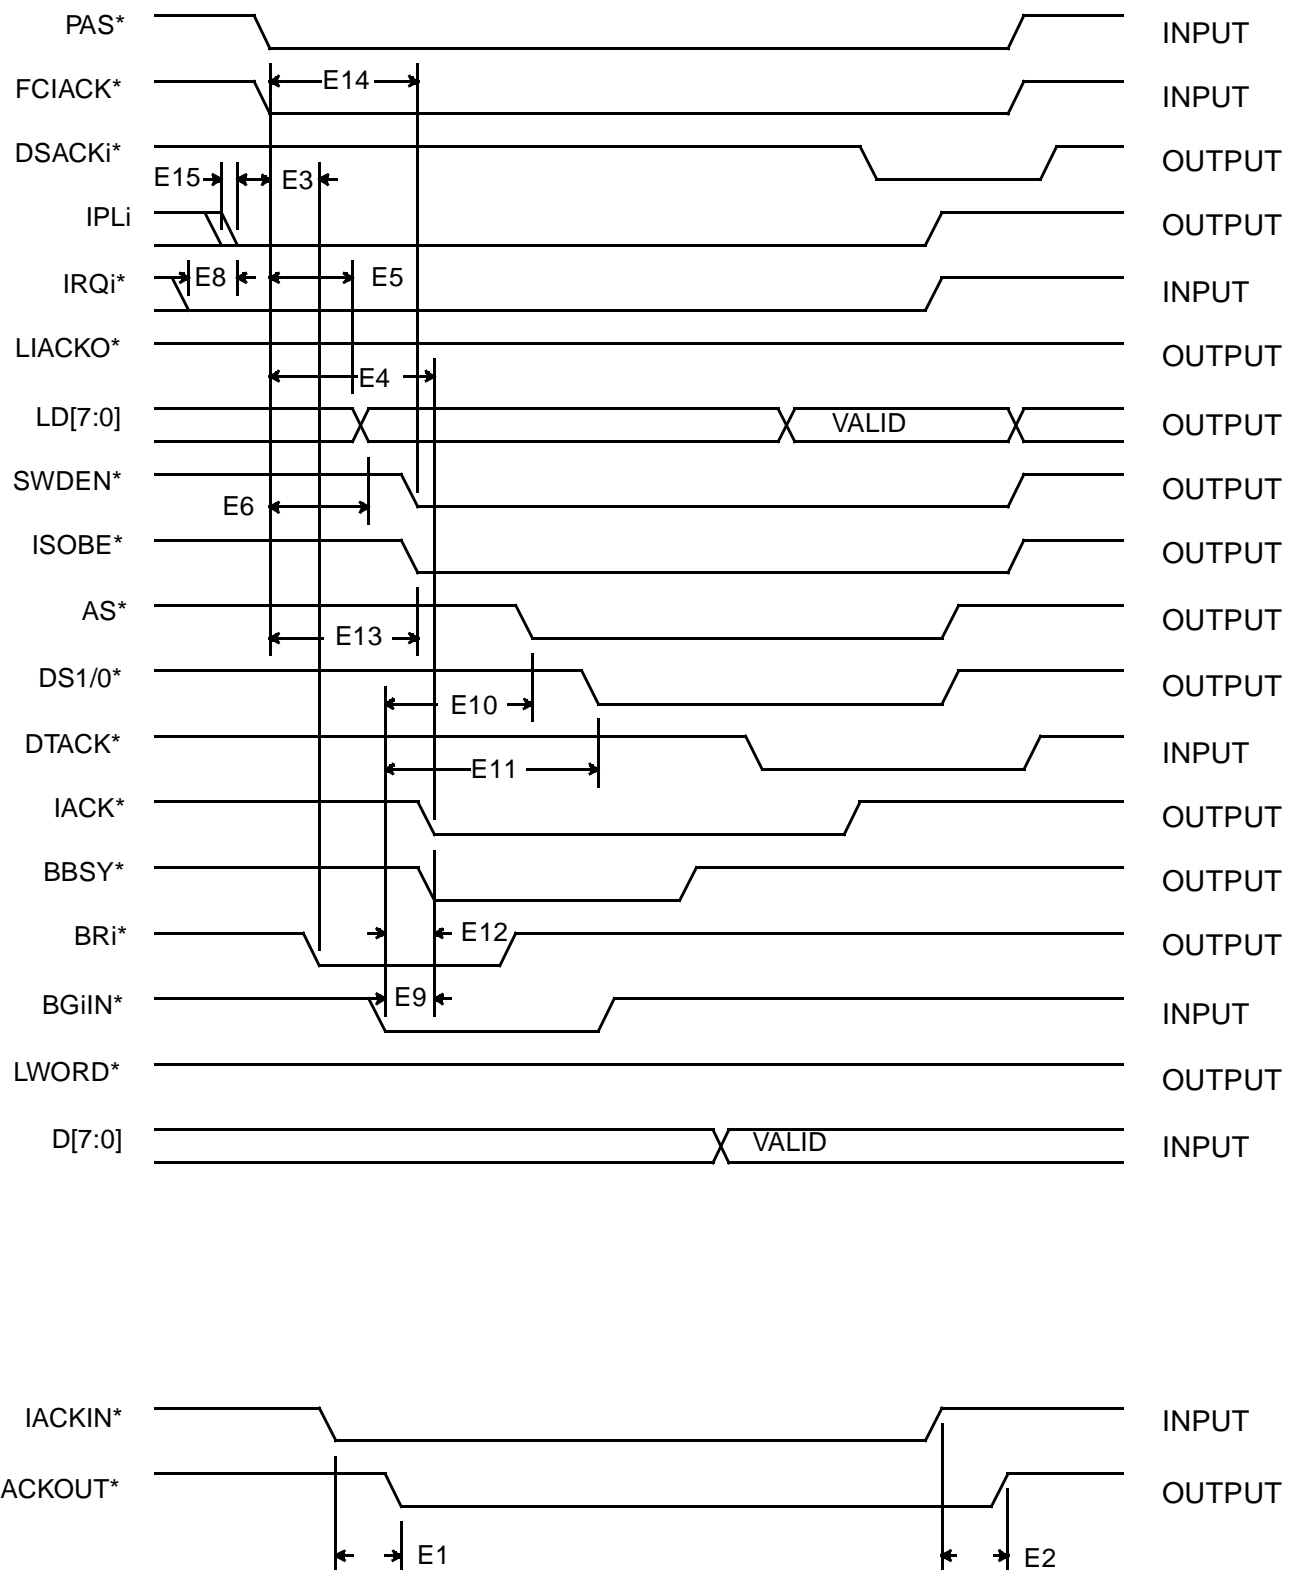 PAS* INPUT
FCIACK* E14 INPUT
DSACKi* OUTPUT
E15 E3
IPLi OUTPUT
IRQi* E8 E5 INPUT
LIACKO* OUTPUT
E4
LD[7:0] VALID OUTPUT
SWDEN* OUTPUT
E6
ISOBE* OUTPUT
AS* OUTPUT
E13
DS1/0* OUTPUT
E10
DTACK* INPUT
E11
IACK* OUTPUT
BBSY* OUTPUT
BRi* E12 OUTPUT
BGiIN* E9 INPUT
LWORD* OUTPUT
D[7:0] VALID INPUT
IACKIN* INPUT
ACKOUT* OUTPUT
E1 E2